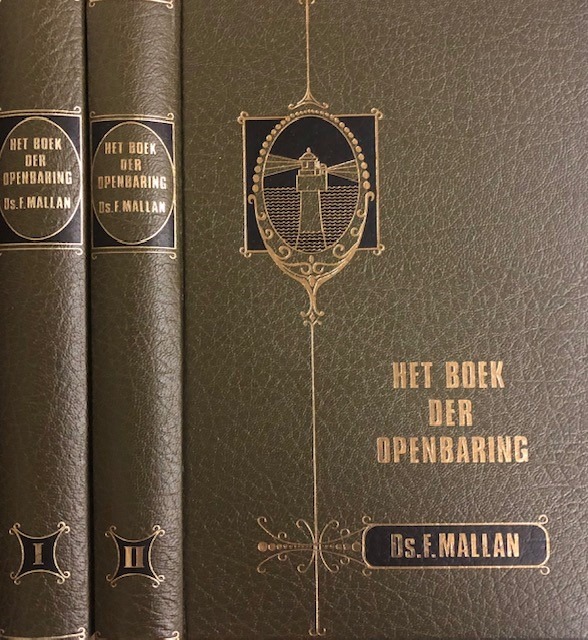 HET BOEK
DER
OPENBARING
Ds. F. MALLAN
I
HET BOEK
DER
OPENBARING
Ds. F. MALLAN
II
HET BOEK
DER
OPENBARING
Ds. F. MALLAN